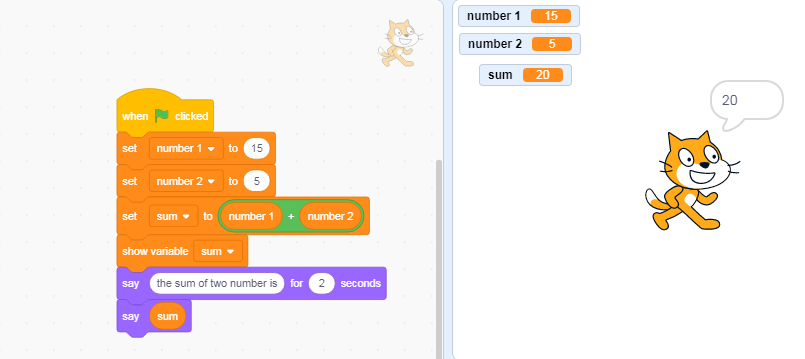 when clicked
set number 1 to 15
set number 2 to 5
set sum to number 1 + number 2
show variable sum
say the sum of two number is for 2 seconds
say sum
number 1 15
number 2 5
sum 20
20